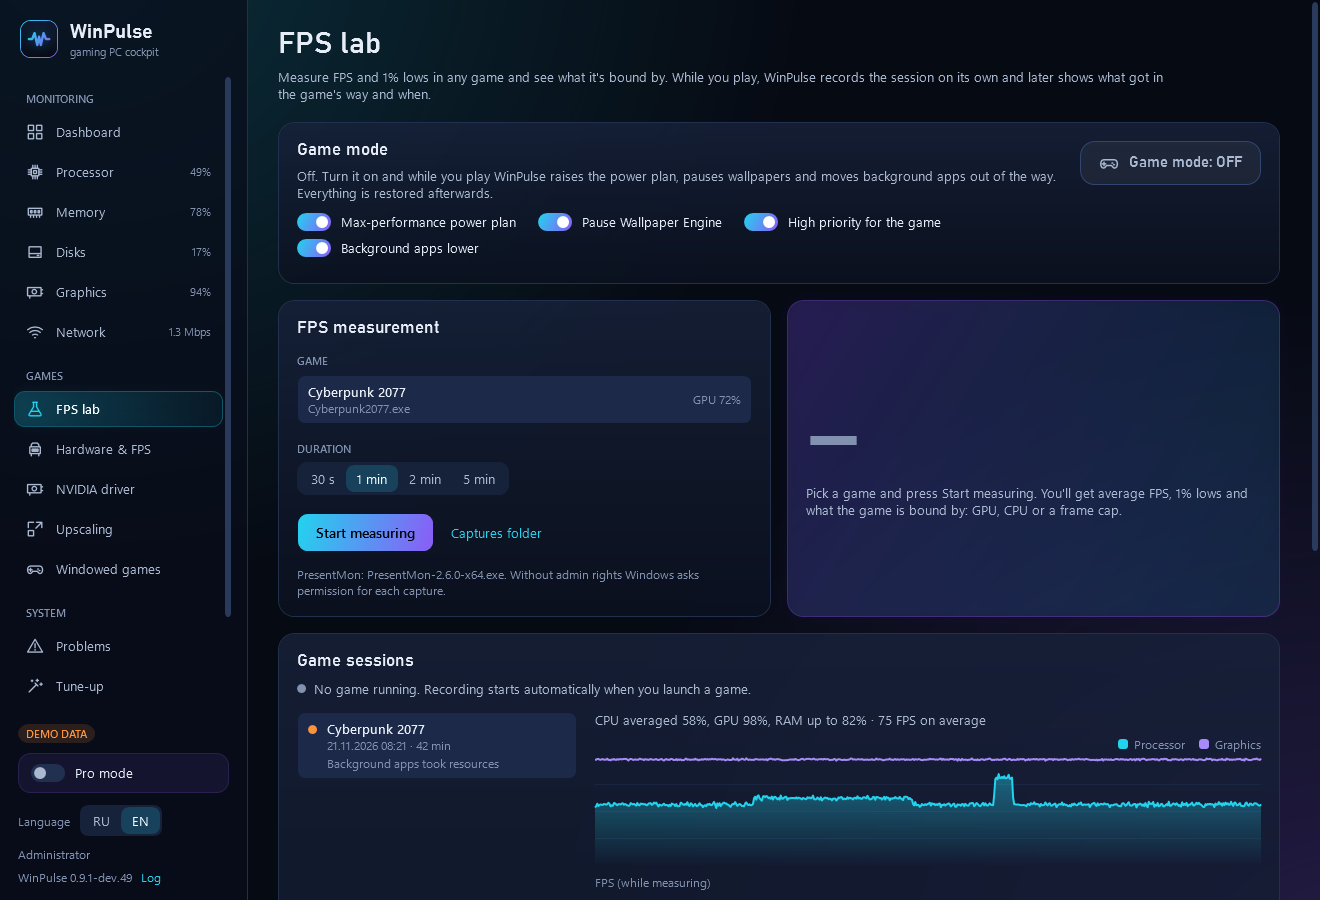 WinPulse
gaming PC cockpit
MONITORING
Dashboard
Processor 49%
Memory 78%
Disks 17%
Graphics 94%
Network 1.3 Mbps
GAMES
FPS lab
Hardware & FPS
NVIDIA driver
Upscaling
Windowed games
SYSTEM
Problems
Tune-up
DEMO DATA
Pro mode
Language RU EN
Administrator
WinPulse 0.9.1-dev.49 Log
FPS lab
Measure FPS and 1% lows in any game and see what it's bound by. While you play, WinPulse records the session on its own and later shows what got in
the game's way and when.
Game mode
Game mode: OFF
Off. Turn it on and while you play WinPulse raises the power plan, pauses wallpapers and moves background apps out of the way.
Everything is restored afterwards.
Max-performance power plan Pause Wallpaper Engine High priority for the game
Background apps lower
FPS measurement
GAME
Cyberpunk 2077
Cyberpunk2077.exe
GPU 72%
DURATION
30 s 1 min 2 min 5 min
Start measuring Captures folder
PresentMon: PresentMon-2.6.0-x64.exe. Without admin rights Windows asks
permission for each capture.
Pick a game and press Start measuring. You'll get average FPS, 1% lows and
what the game is bound by: GPU, CPU or a frame cap.
Game sessions
No game running. Recording starts automatically when you launch a game.
Cyberpunk 2077
21.11.2026 08:21 · 42 min
Background apps took resources
CPU averaged 58%, GPU 98%, RAM up to 82% · 75 FPS on average
Processor Graphics
FPS (while measuring)